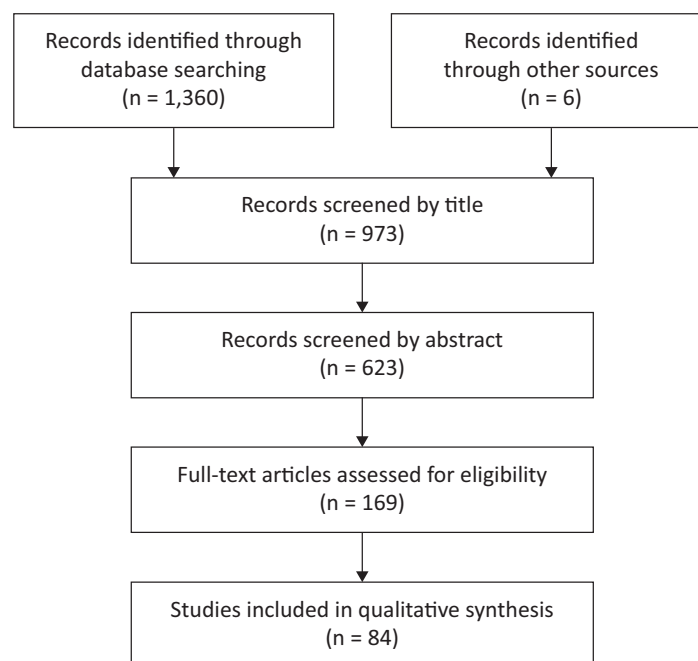 Records identified through
database searching
(n = 1,360)
Records identified
through other sources
(n = 6)
Records screened by title
(n = 973)
Records screened by abstract
(n = 623)
Full-text articles assessed for eligibility
(n = 169)
Studies included in qualitative synthesis
(n = 84)